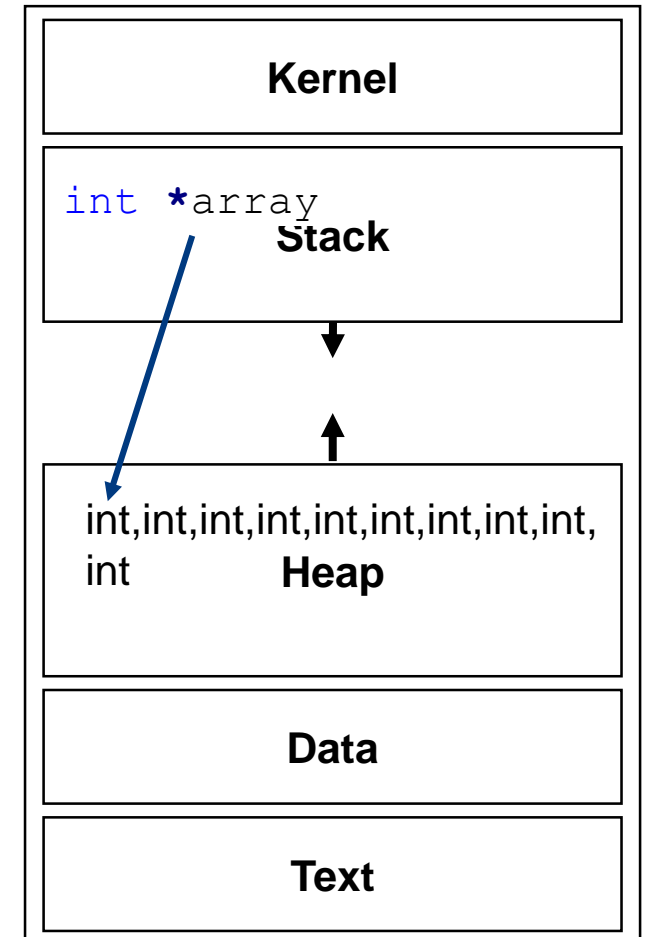 Kernel
int *array
Stack
int,int,int,int,int,int,int,int,int,
int
Heap
Data
Text